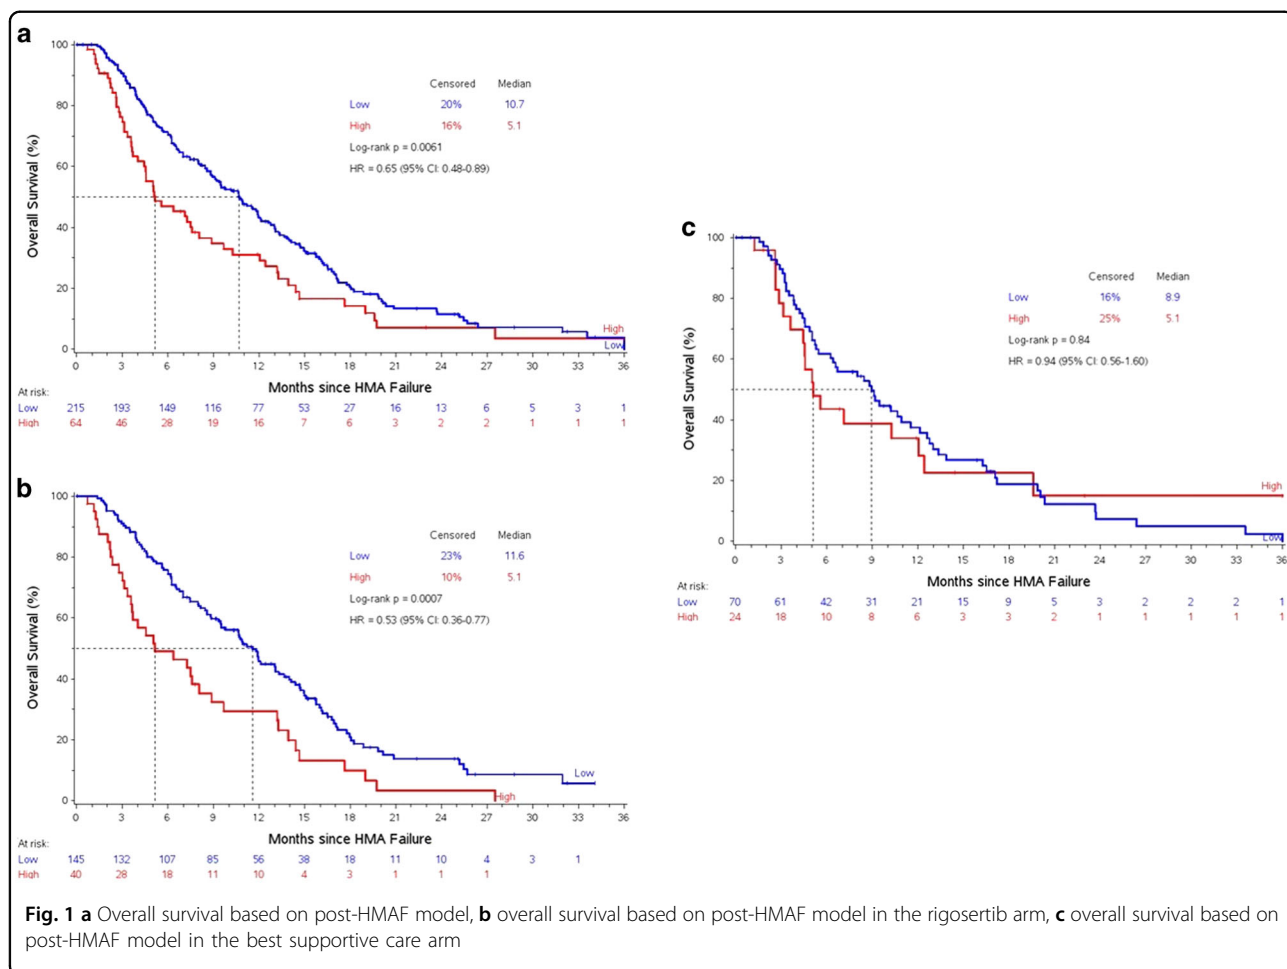 a
Censored Median
Low 20% 10.7
High 16% 5.1
Log-rank p = 0.0061
HR = 0.65 (95% CI: 0.48-0.89)
Overall Survival (%)
100
80
60
40
20
0
High
Low
0 3 6 9 12 15 18 21 24 27 30 33 36
Months since HMA Failure
At risk:
Low 215 193 149 116 77 53 27 16 13 6 5 3 1
High 64 46 28 19 16 7 6 3 2 2 1 1 1
b
Censored Median
Low 23% 11.6
High 10% 5.1
Log-rank p = 0.0007
HR = 0.53 (95% CI: 0.36-0.77)
Overall Survival (%)
100
80
60
40
20
0
Low
High
0 3 6 9 12 15 18 21 24 27 30 33 36
Months since HMA Failure
At risk:
Low 145 132 107 85 56 38 18 11 10 4 3 1
High 40 28 18 11 10 4 3 1 1 1
c
Censored Median
Low 16% 8.9
High 25% 5.1
Log-rank p = 0.84
HR = 0.94 (95% CI: 0.56-1.60)
Overall Survival (%)
100
80
60
40
20
0
High
Low
0 3 6 9 12 15 18 21 24 27 30 33 36
Months since HMA Failure
At risk:
Low 70 61 42 31 21 15 9 5 3 2 2 2 1
High 24 18 10 8 6 3 3 2 1 1 1 1 1
Fig. 1 a Overall survival based on post-HMAF model, b overall survival based on post-HMAF model in the rigosertib arm, c overall survival based on
post-HMAF model in the best supportive care arm